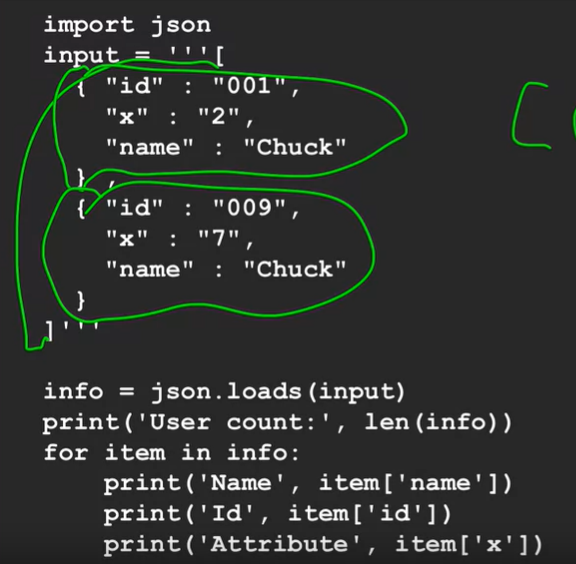 import json
input = '''[
{ "id" : "001",
"x" : "2",
"name" : "Chuck"
} ,
{ "id" : "009",
"x" : "7",
"name" : "Chuck"
}
]'''
info = json.loads(input)
print('User count:', len(info))
for item in info:
print('Name', item['name'])
print('Id', item['id'])
print('Attribute', item['x'])